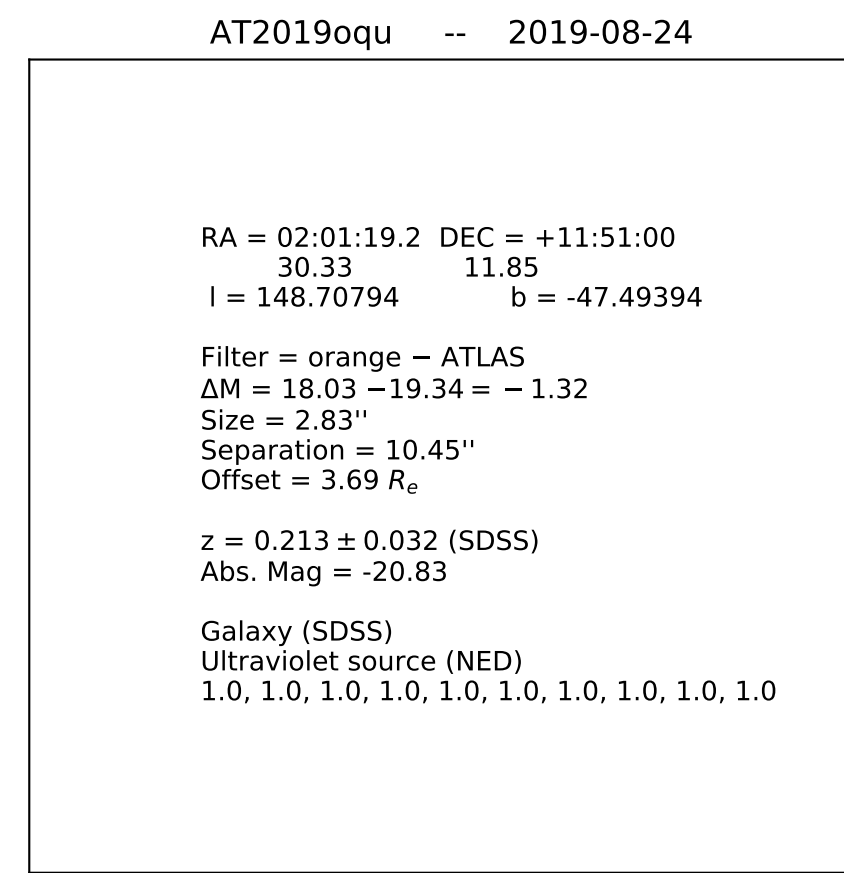 AT2019oqu -- 2019-08-24
RA = 02:01:19.2 DEC = +11:51:00
30.33 11.85
l = 148.70794 b = -47.49394
Filter = orange − ATLAS
ΔM = 18.03 −19.34 = − 1.32
Size = 2.83''
Separation = 10.45''
Offset = 3.69 Re
z = 0.213 ± 0.032 (SDSS)
Abs. Mag = -20.83
Galaxy (SDSS)
Ultraviolet source (NED)
1.0, 1.0, 1.0, 1.0, 1.0, 1.0, 1.0, 1.0, 1.0, 1.0